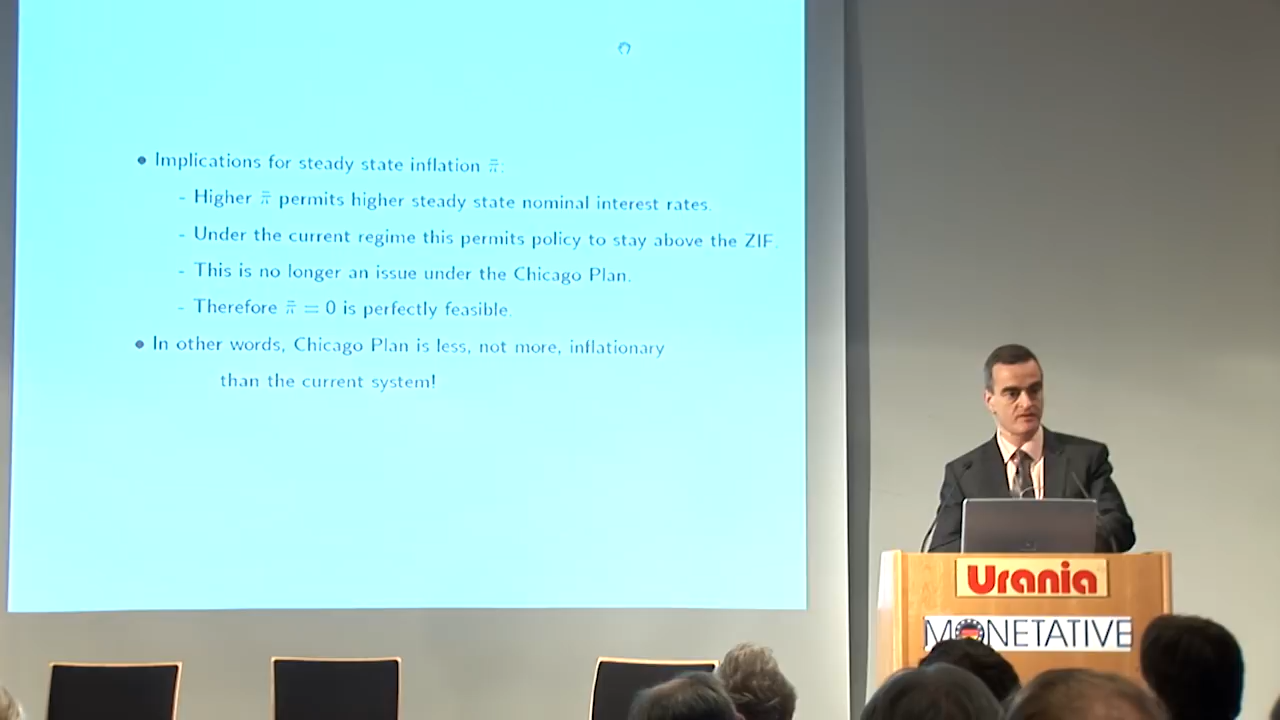 • Implications for steady state inflation π̄:
- Higher π̄ permits higher steady state nominal interest rates.
- Under the current regime this permits policy to stay above the ZIF.
- This is no longer an issue under the Chicago Plan.
- Therefore π̄ = 0 is perfectly feasible.
• In other words, Chicago Plan is less, not more, inflationary
than the current system!
Urania
MONETATIVE